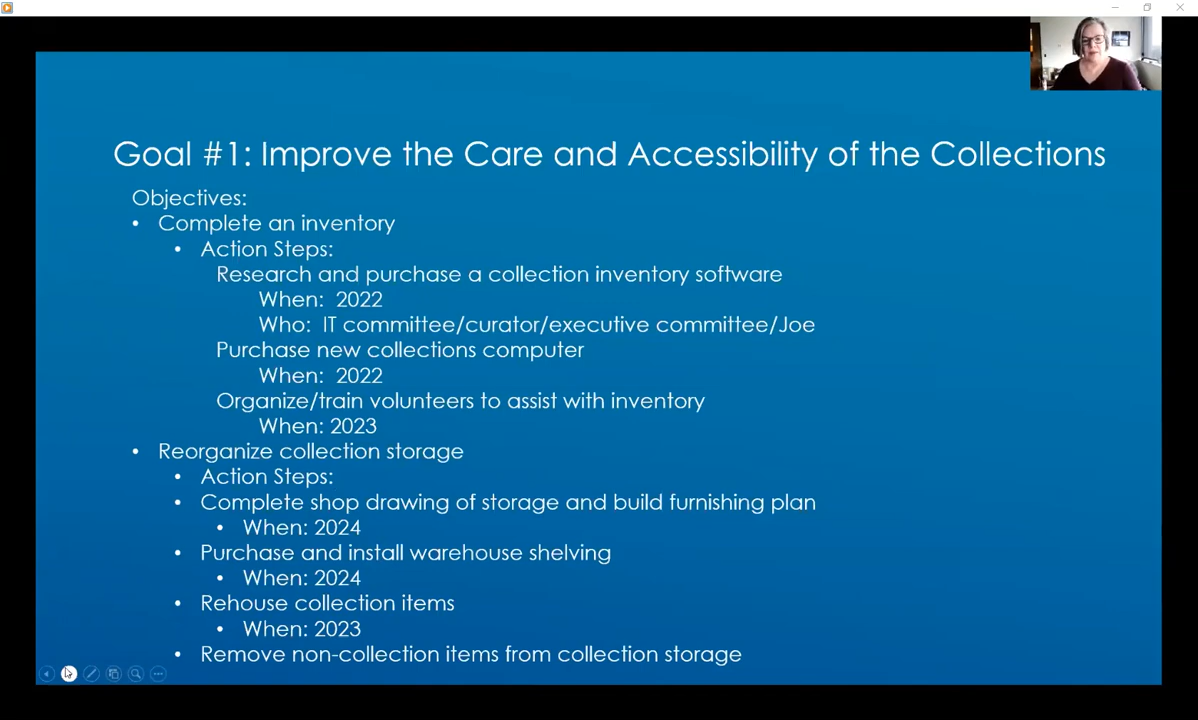 Goal #1: Improve the Care and Accessibility of the Collections
Objectives:
• Complete an inventory
• Action Steps:
Research and purchase a collection inventory software
When: 2022
Who: IT committee/curator/executive committee/Joe
Purchase new collections computer
When: 2022
Organize/train volunteers to assist with inventory
When: 2023
• Reorganize collection storage
• Action Steps:
• Complete shop drawing of storage and build furnishing plan
• When: 2024
• Purchase and install warehouse shelving
• When: 2024
• Rehouse collection items
• When: 2023
• Remove non-collection items from collection storage